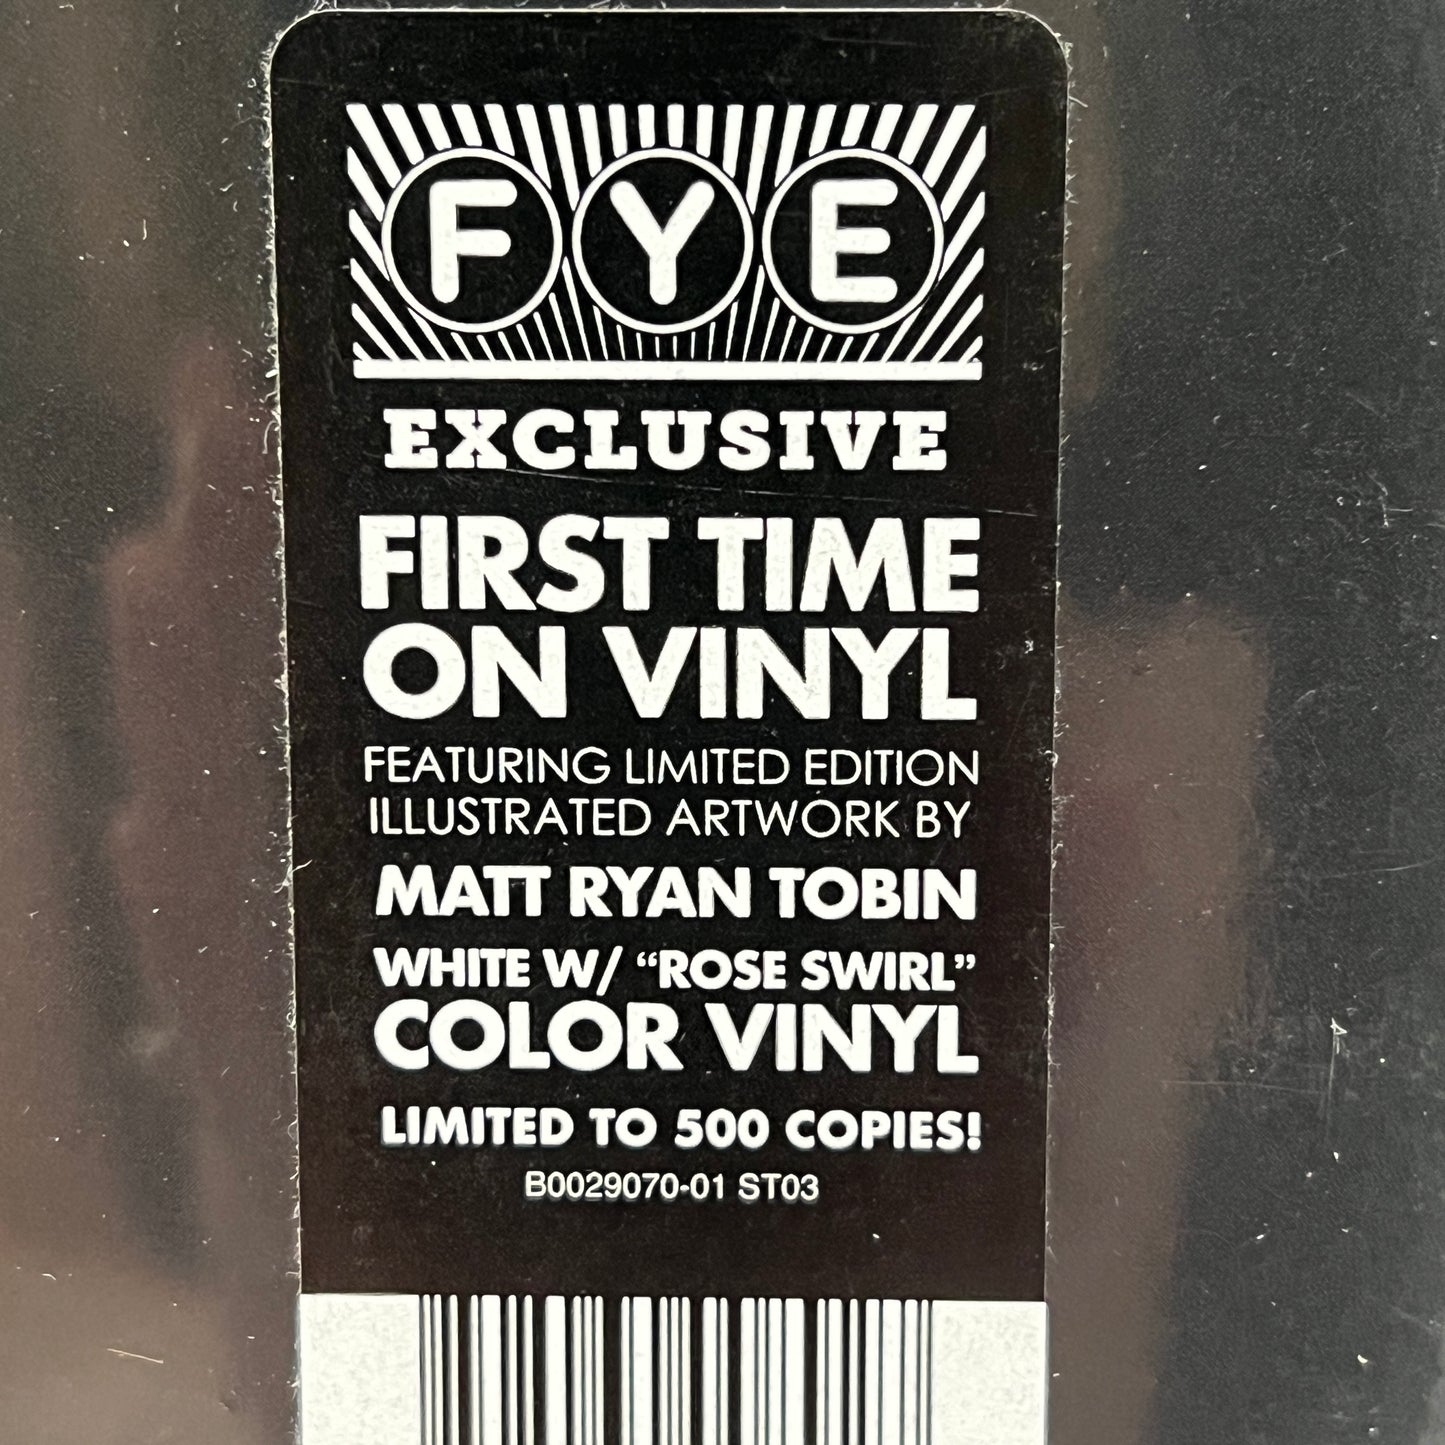 FYE
EXCLUSIVE
FIRST TIME
ON VINYL
FEATURING LIMITED EDITION
ILLUSTRATED ARTWORK BY
MATT RYAN TOBIN
WHITE W/ “ROSE SWIRL”
COLOR VINYL
LIMITED TO 500 COPIES!
B0029070-01 ST03